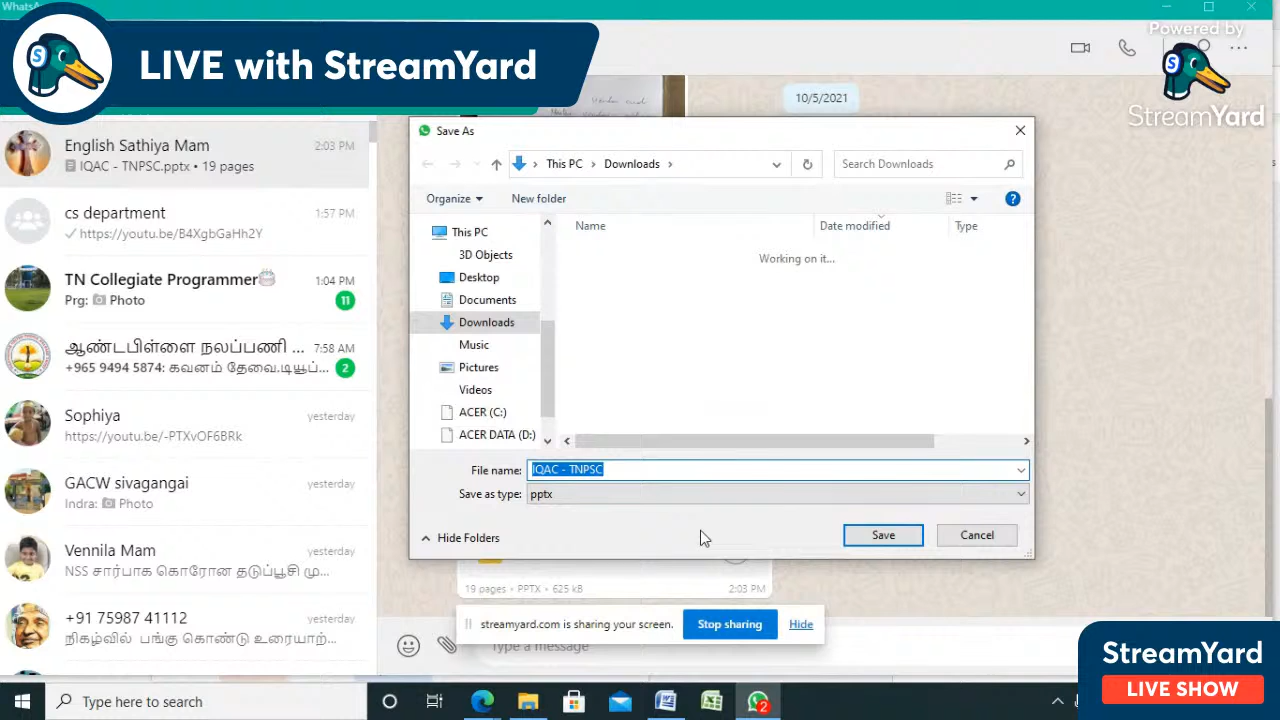 WhatsA
LIVE with StreamYard
Powered by
StreamYard
10/5/2021
English Sathiya Mam
2:03 PM
IQAC - TNPSC.pptx • 19 pages
cs department
1:57 PM
https://youtu.be/B4XgbGaHh2Y
TN Collegiate Programmer
1:04 PM
Prg: Photo
11
ஆண்டபிள்ளை நலப்பணி ...
7:58 AM
+965 9494 5874: கவனம் தேவை.டியூப்...
2
Sophiya
yesterday
https://youtu.be/-PTXvOF6BRk
GACW sivagangai
yesterday
Indra: Photo
Vennila Mam
yesterday
NSS சார்பாக கொரோன தடுப்பூசி மு...
+91 75987 41112
yesterday
நிகழ்வில் பங்கு கொண்டு உரையாற்...
Save As
This PC > Downloads >
Search Downloads
Organize
New folder
This PC
3D Objects
Desktop
Documents
Downloads
Music
Pictures
Videos
ACER (C:)
ACER DATA (D:)
Name
Date modified
Type
Working on it...
File name: IQAC - TNPSC
Save as type: pptx
Hide Folders
Save
Cancel
19 pages • PPTX • 625 kB
2:03 PM
streamyard.com is sharing your screen.
Stop sharing
Hide
Type a message
StreamYard
LIVE SHOW
Type here to search
2